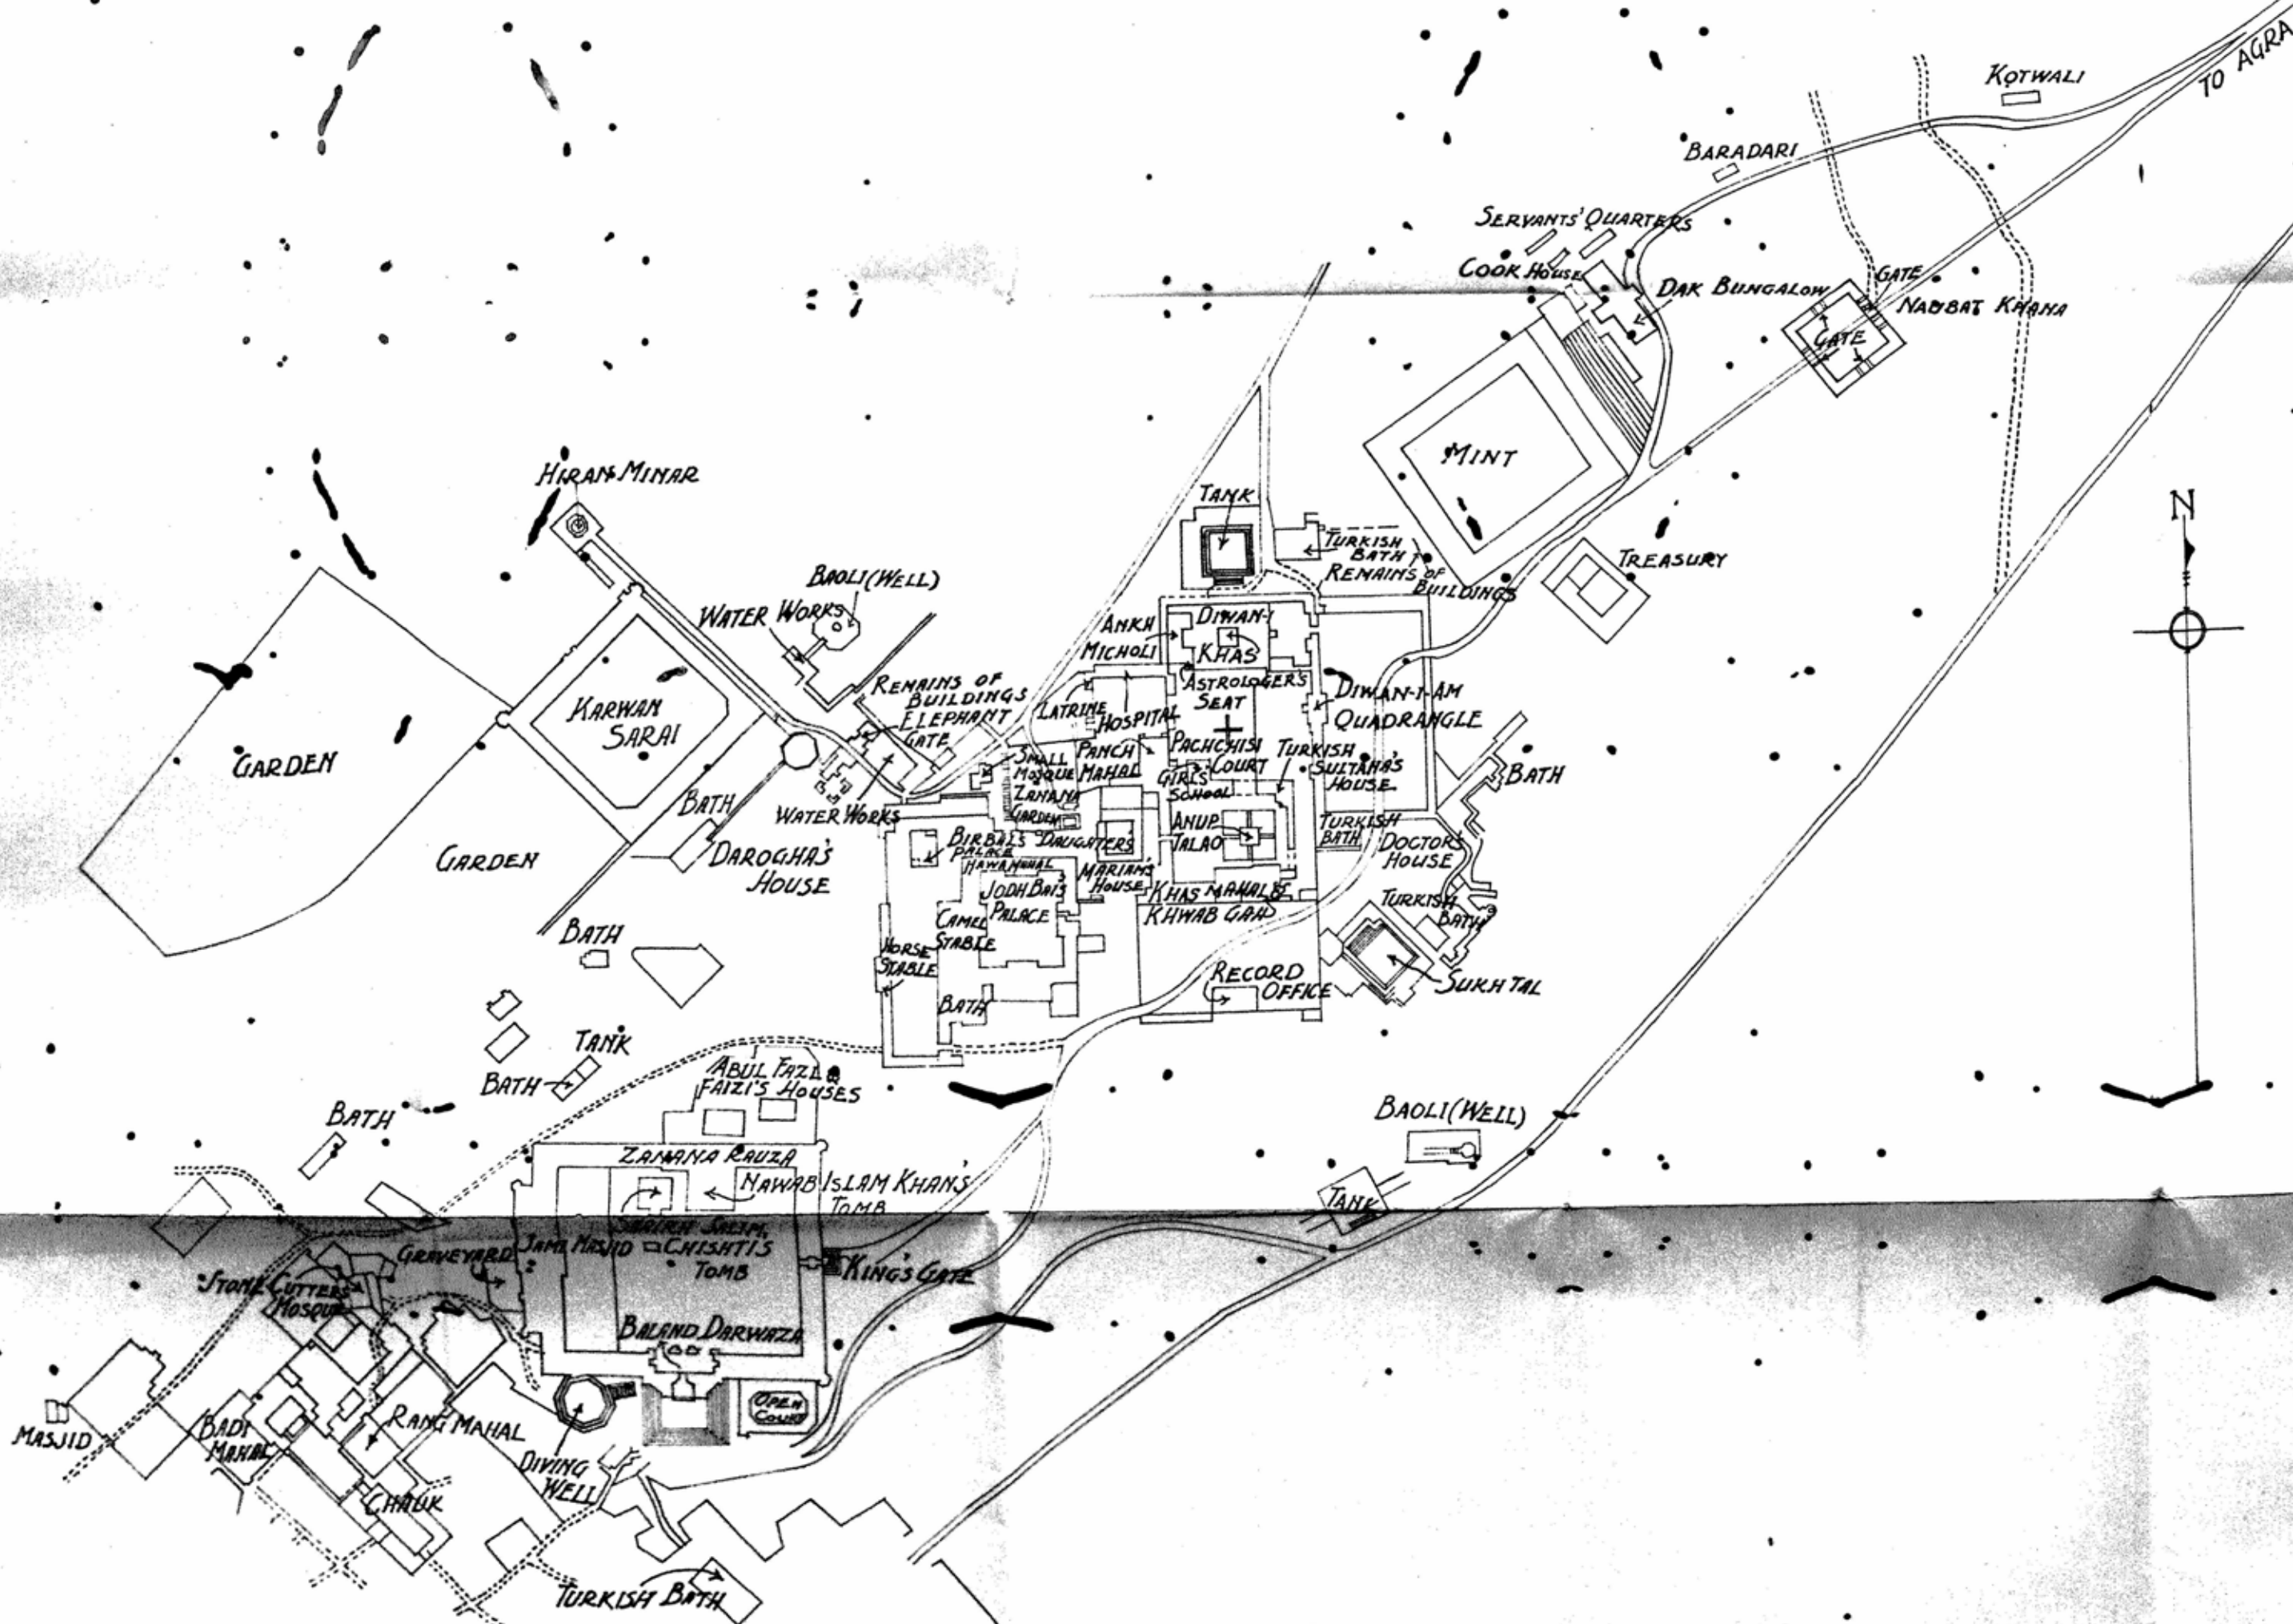 TO AGRA
KOTWALI
BARADARI
SERVANTS' QUARTERS
COOK HOUSE
DAK BUNGALOW
GATE
NAUBAT KHANA
GATE
MINT
HIRAN MINAR
TANK
N
TURKISH
BATH
REMAINS OF
BUILDINGS
TREASURY
BAOLI (WELL)
WATER WORKS
ANKH
MICHOLI
DIWAN-I
KHAS
ASTROLOGER'S
SEAT
REMAINS OF
BUILDINGS
ELEPHANT
GATE
LATRINE
HOSPITAL
DIWAN-I-AM
QUADRANGLE
KARWAN
SARAI
GARDEN
PANCH
MAHAL
PACHCHISI
COURT
GIRLS'
SCHOOL
TURKISH
SULTANA'S
HOUSE
SMALL
MOSQUE
ZANANA
GARDEN
BATH
BATH
WATER WORKS
ANUP
TALAO
TURKISH
BATH
DOCTOR'S
HOUSE
GARDEN
DAROGHA'S
HOUSE
BIRBAL'S DAUGHTER'S
PALACE
HAWA MAHAL
MARIAM'S
HOUSE
JODH BAI'S
PALACE
KHAS MAHAL &
KHWAB GAH
TURKISH
BATH
CAMEL
STABLE
HORSE
STABLE
BATH
RECORD
OFFICE
SUKH TAL
BATH
TANK
BATH
ABUL FAZL &
FAIZI'S HOUSES
BATH
BAOLI (WELL)
ZANANA RAUZA
NAWAB ISLAM KHAN'S
TOMB
TANK
SALIM
CHISHTI'S
TOMB
JAMI MASJID
GRAVEYARD
KING'S GATE
STONE CUTTERS
MOSQUE
BALAND DARWAZA
OPEN
COURT
MASJID
BADI
MAHAL
RANG MAHAL
DIVING
WELL
CHAUK
TURKISH BATH